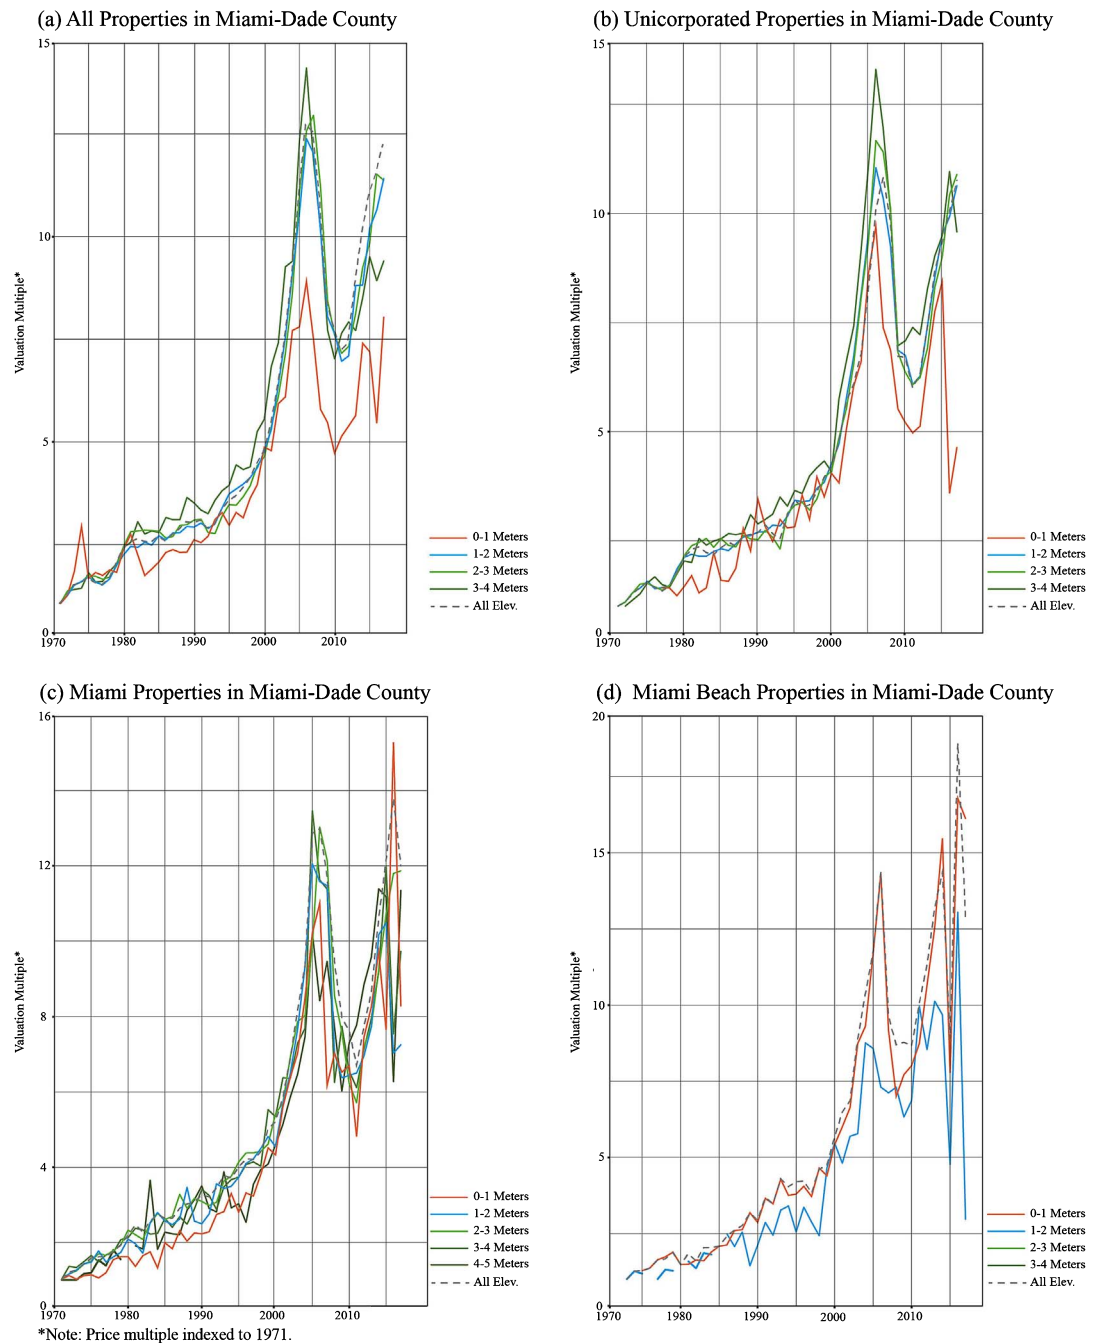 (a) All Properties in Miami-Dade County
15
10
5
0
1970 1980 1990 2000 2010
Valuation Multiple*
0-1 Meters
1-2 Meters
2-3 Meters
3-4 Meters
All Elev.
(b) Unicorporated Properties in Miami-Dade County
15
10
5
0
1970 1980 1990 2000 2010
Valuation Multiple*
0-1 Meters
1-2 Meters
2-3 Meters
3-4 Meters
All Elev.
(c) Miami Properties in Miami-Dade County
16
12
8
4
0
1970 1980 1990 2000 2010
Valuation Multiple*
0-1 Meters
1-2 Meters
2-3 Meters
3-4 Meters
4-5 Meters
All Elev.
(d) Miami Beach Properties in Miami-Dade County
20
15
10
5
0
1970 1980 1990 2000 2010
Valuation Multiple*
0-1 Meters
1-2 Meters
2-3 Meters
3-4 Meters
All Elev.
*Note: Price multiple indexed to 1971.